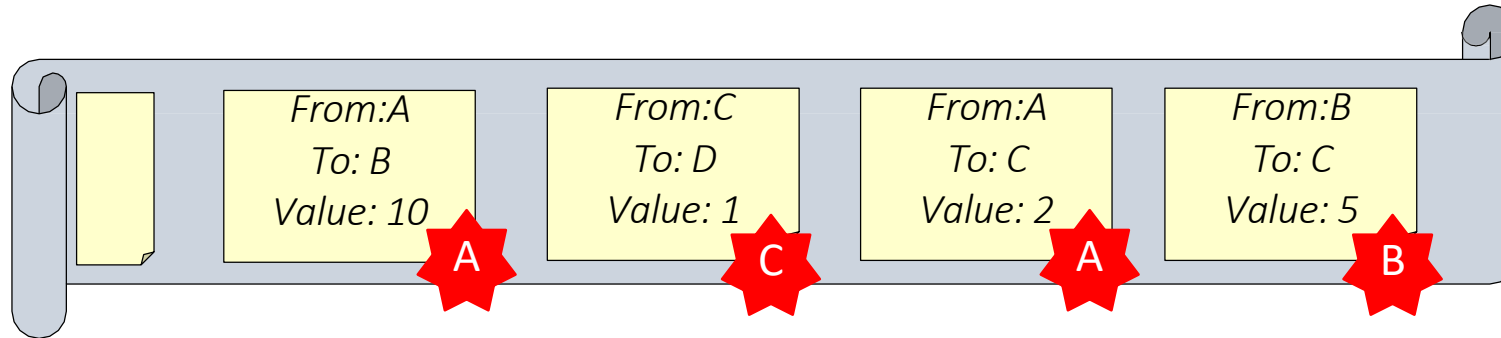 From:A
To: B
Value: 10
A
From:C
To: D
Value: 1
C
From:A
To: C
Value: 2
A
From:B
To: C
Value: 5
B